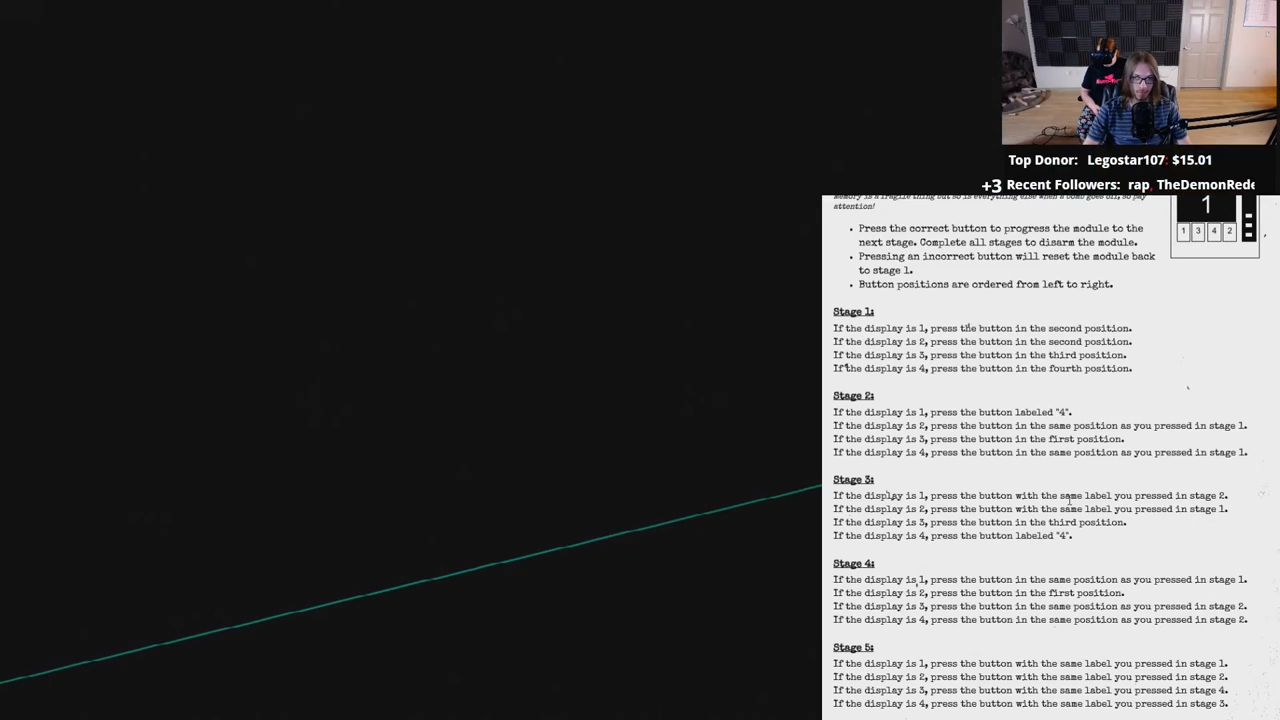 Top Donor: Legostar107: $15.01
+3 Recent Followers: rap, TheDemonRede
Memory is a fragile thing but so is everything else when a bomb goes off, so pay
attention!
1
1 3 4 2
• Press the correct button to progress the module to the
next stage. Complete all stages to disarm the module.
• Pressing an incorrect button will reset the module back
to stage 1.
• Button positions are ordered from left to right.
Stage 1:
If the display is 1, press the button in the second position.
If the display is 2, press the button in the second position.
If the display is 3, press the button in the third position.
If the display is 4, press the button in the fourth position.
Stage 2:
If the display is 1, press the button labeled "4".
If the display is 2, press the button in the same position as you pressed in stage 1.
If the display is 3, press the button in the first position.
If the display is 4, press the button in the same position as you pressed in stage 1.
Stage 3:
If the display is 1, press the button with the same label you pressed in stage 2.
If the display is 2, press the button with the same label you pressed in stage 1.
If the display is 3, press the button in the third position.
If the display is 4, press the button labeled "4".
Stage 4:
If the display is 1, press the button in the same position as you pressed in stage 1.
If the display is 2, press the button in the first position.
If the display is 3, press the button in the same position as you pressed in stage 2.
If the display is 4, press the button in the same position as you pressed in stage 2.
Stage 5:
If the display is 1, press the button with the same label you pressed in stage 1.
If the display is 2, press the button with the same label you pressed in stage 2.
If the display is 3, press the button with the same label you pressed in stage 4.
If the display is 4, press the button with the same label you pressed in stage 3.